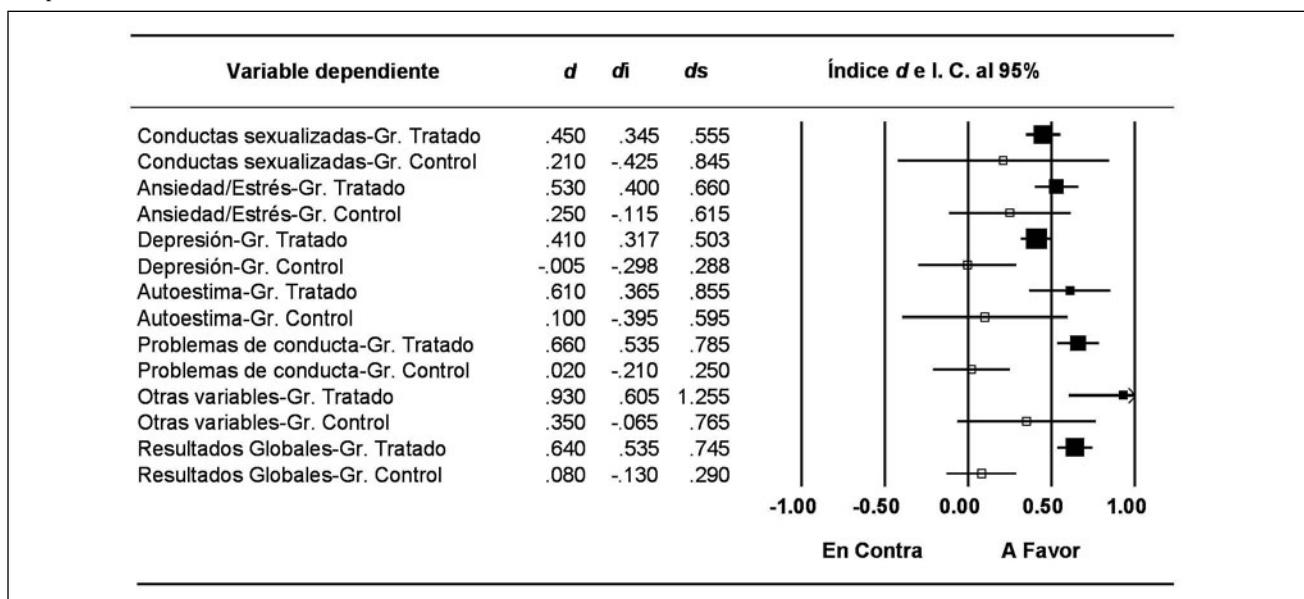 Variable dependiente d di ds Índice d e I. C. al 95%
Conductas sexualizadas-Gr. Tratado .450 .345 .555
Conductas sexualizadas-Gr. Control .210 -.425 .845
Ansiedad/Estrés-Gr. Tratado .530 .400 .660
Ansiedad/Estrés-Gr. Control .250 -.115 .615
Depresión-Gr. Tratado .410 .317 .503
Depresión-Gr. Control -.005 -.298 .288
Autoestima-Gr. Tratado .610 .365 .855
Autoestima-Gr. Control .100 -.395 .595
Problemas de conducta-Gr. Tratado .660 .535 .785
Problemas de conducta-Gr. Control .020 -.210 .250
Otras variables-Gr. Tratado .930 .605 1.255
Otras variables-Gr. Control .350 -.065 .765
Resultados Globales-Gr. Tratado .640 .535 .745
Resultados Globales-Gr. Control .080 -.130 .290
-1.00 -0.50 0.00 0.50 1.00
En Contra A Favor